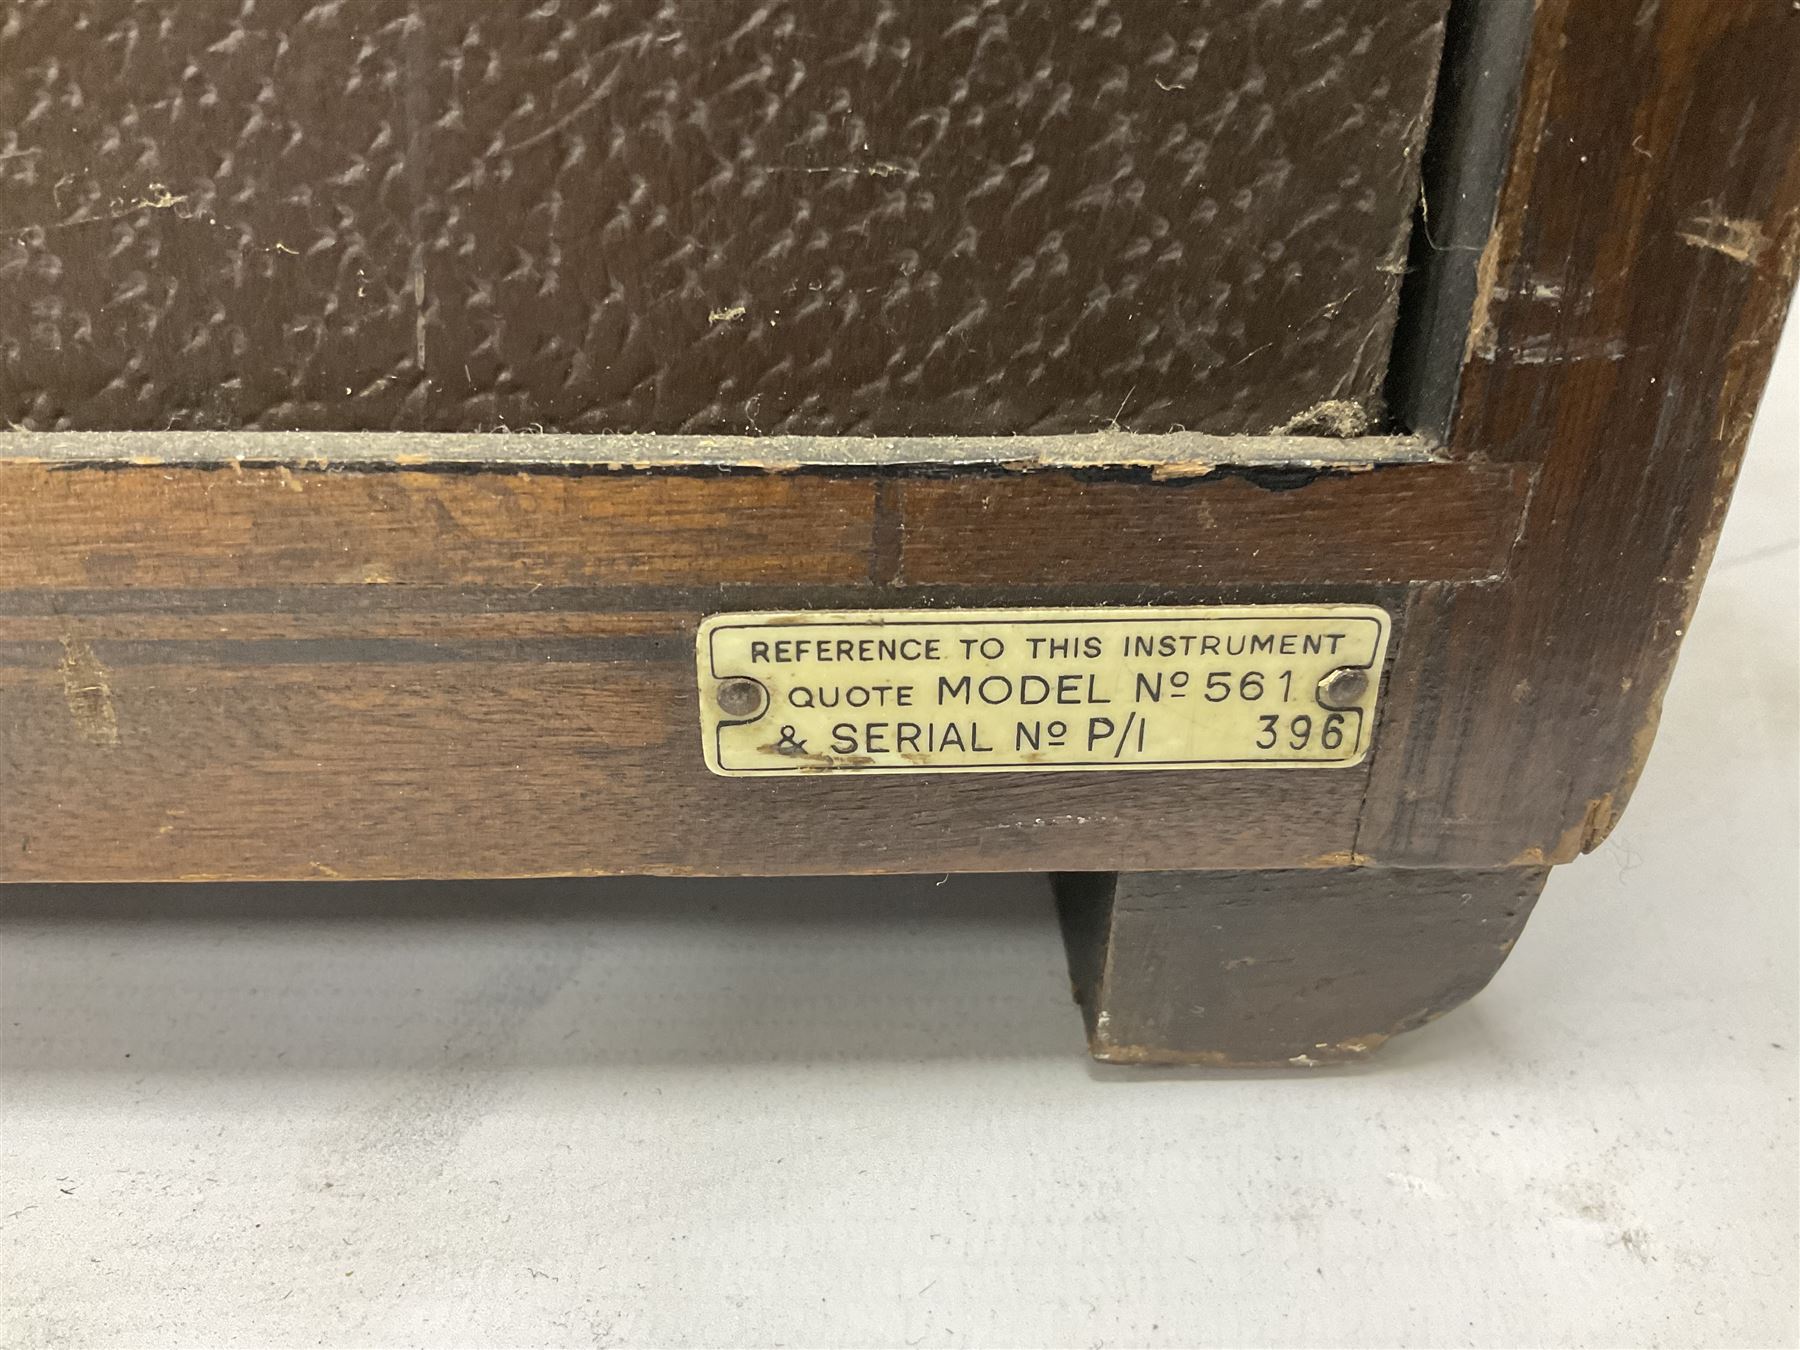 REFERENCE TO THIS INSTRUMENT
QUOTE MODEL Nº 561
& SERIAL Nº P/I 396